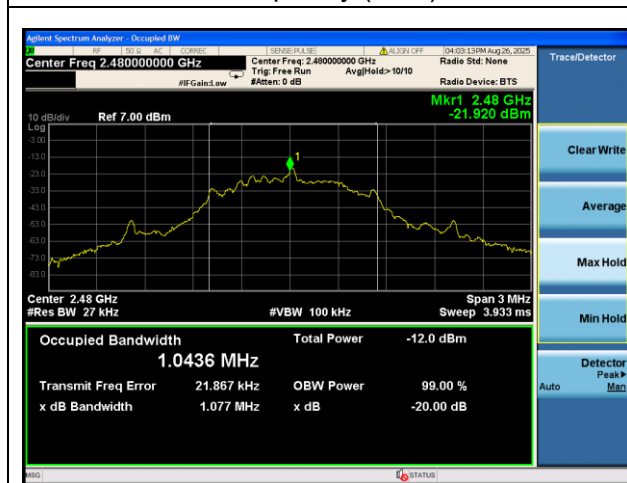 Agilent Spectrum Analyzer - Occupied BW
RF 50 Ω AC CORREC SENSE:PULSE ALIGN OFF 04:03:13 PM Aug 26, 2025
Center Freq 2.480000000 GHz Center Freq: 2.480000000 GHz Radio Std: None
Trig: Free Run Avg|Hold:>10/10
#IFGain:Low #Atten: 0 dB Radio Device: BTS
Mkr1 2.48 GHz
10 dB/div Ref 7.00 dBm -21.920 dBm
Log
-3.00
-13.0
1
-23.0
-33.0
-43.0
-53.0
-63.0
-73.0
-83.0
Center 2.48 GHz Span 3 MHz
#Res BW 27 kHz #VBW 100 kHz Sweep 3.933 ms
Occupied Bandwidth Total Power -12.0 dBm
1.0436 MHz
Transmit Freq Error 21.867 kHz OBW Power 99.00 %
x dB Bandwidth 1.077 MHz x dB -20.00 dB
MSG STATUS
Trace/Detector
Clear Write
Average
Max Hold
Min Hold
Detector
Peak▶
Auto Man